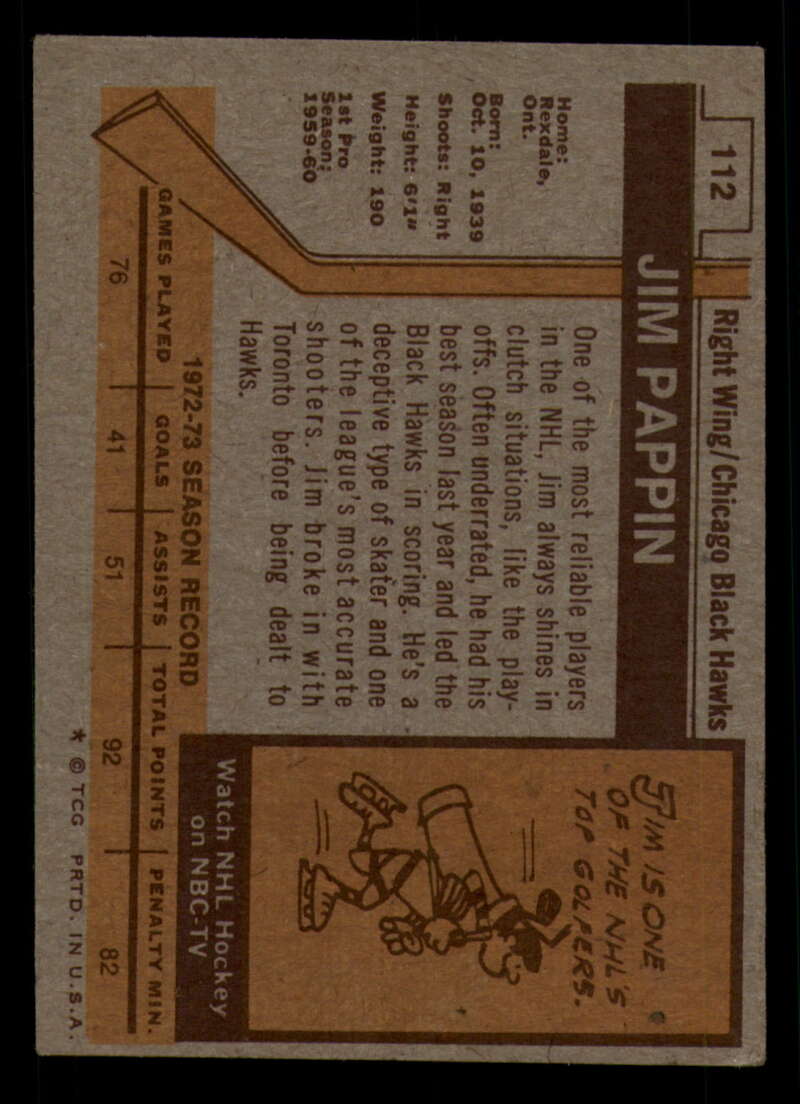 112
Right Wing/Chicago Black Hawks
JIM PAPPIN
Home:
Rexdale,
Ont.
Born:
Oct. 10, 1939
Shoots: Right
Height: 6'1"
Weight: 190
1st Pro
Season:
1959-60
One of the most reliable players
in the NHL, Jim always shines in
clutch situations, like the play-
offs. Often underrated, he had his
best season last year and led the
Black Hawks in scoring. He's a
deceptive type of skater and one
of the league's most accurate
shooters. Jim broke in with
Toronto before being dealt to
Hawks.
JIM IS ONE
OF THE NHL'S
TOP GOLFERS.
Watch NHL Hockey
on NBC-TV
1972-73 SEASON RECORD
GAMES PLAYED GOALS ASSISTS TOTAL POINTS PENALTY MIN.
76 41 51 92 82
* © TCG PRTD. IN U.S.A.